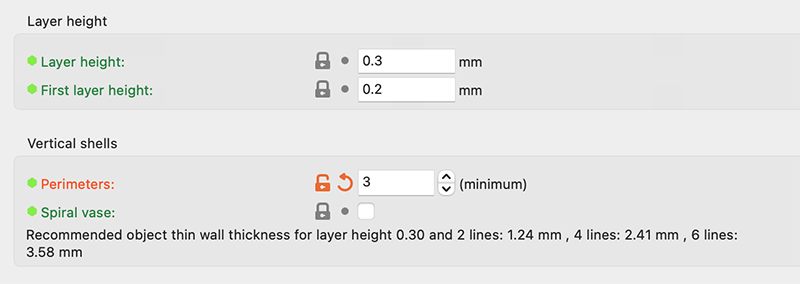 Layer height
Layer height: 0.3 mm
First layer height: 0.2 mm
Vertical shells
Perimeters: 3 (minimum)
Spiral vase:
Recommended object thin wall thickness for layer height 0.30 and 2 lines: 1.24 mm , 4 lines: 2.41 mm , 6 lines:
3.58 mm